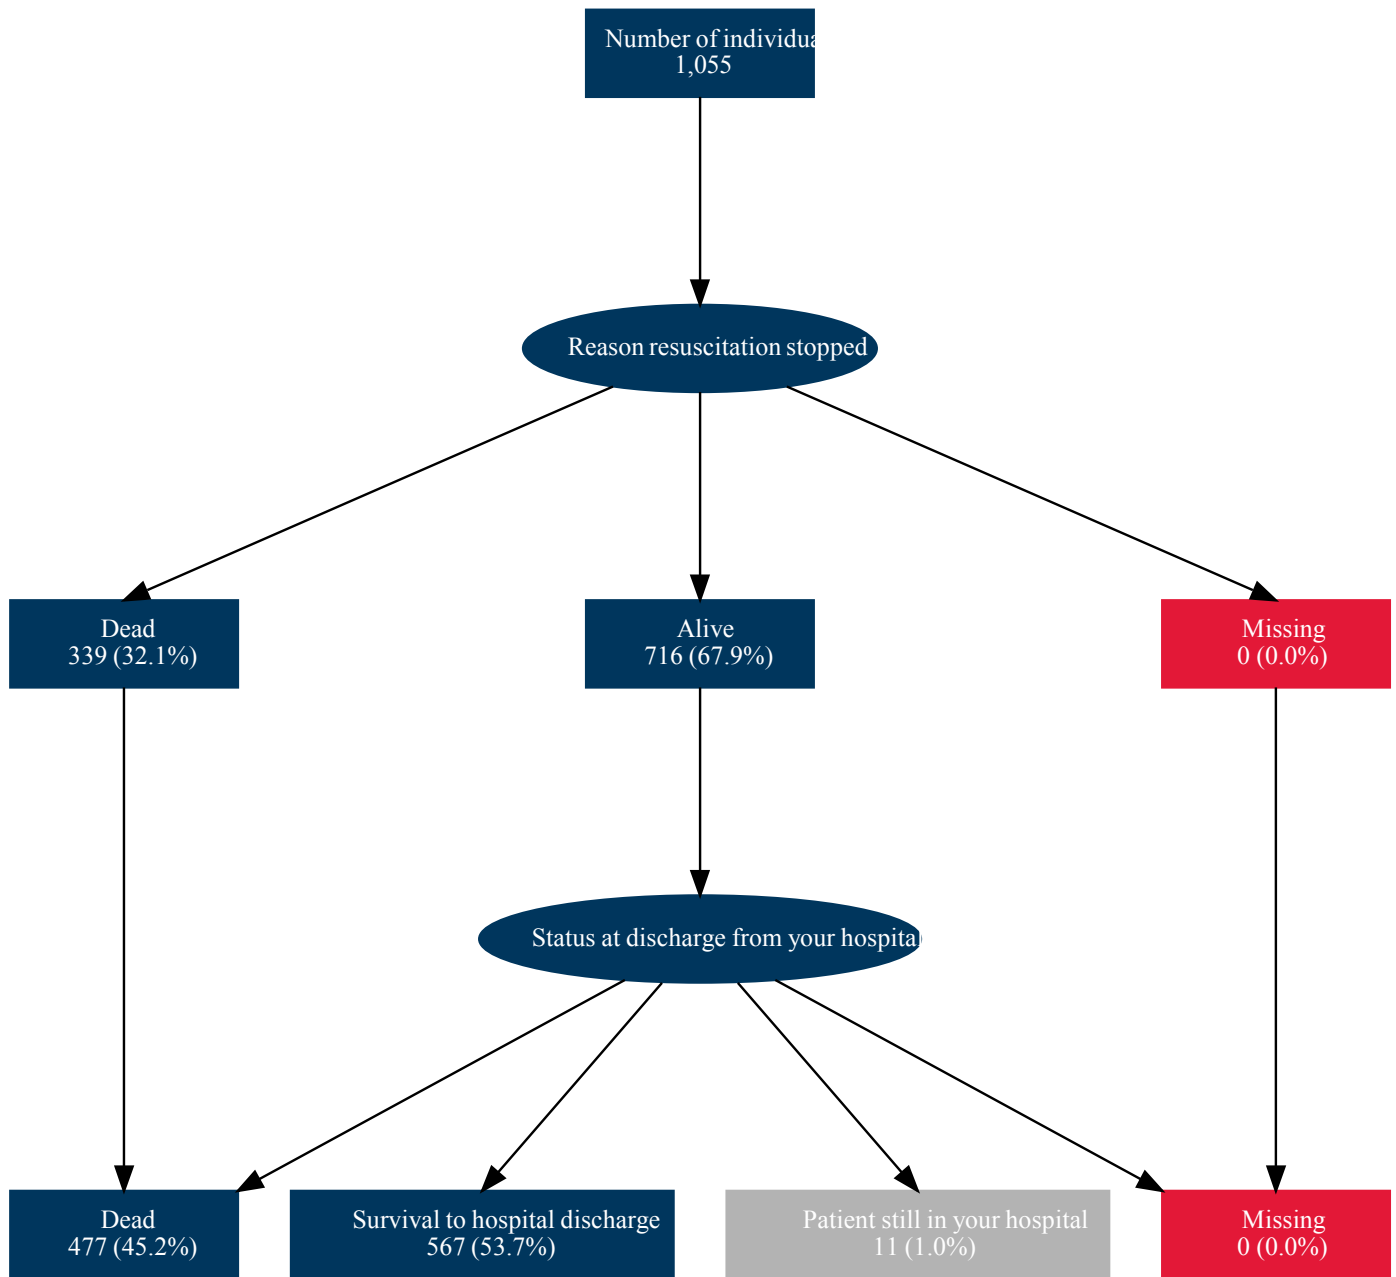 Number of individua
1,055
Reason resuscitation stopped
Dead
339 (32.1%)
Alive
716 (67.9%)
Missing
0 (0.0%)
Status at discharge from your hospital
Dead
477 (45.2%)
Survival to hospital discharge
567 (53.7%)
Patient still in your hospital
11 (1.0%)
Missing
0 (0.0%)